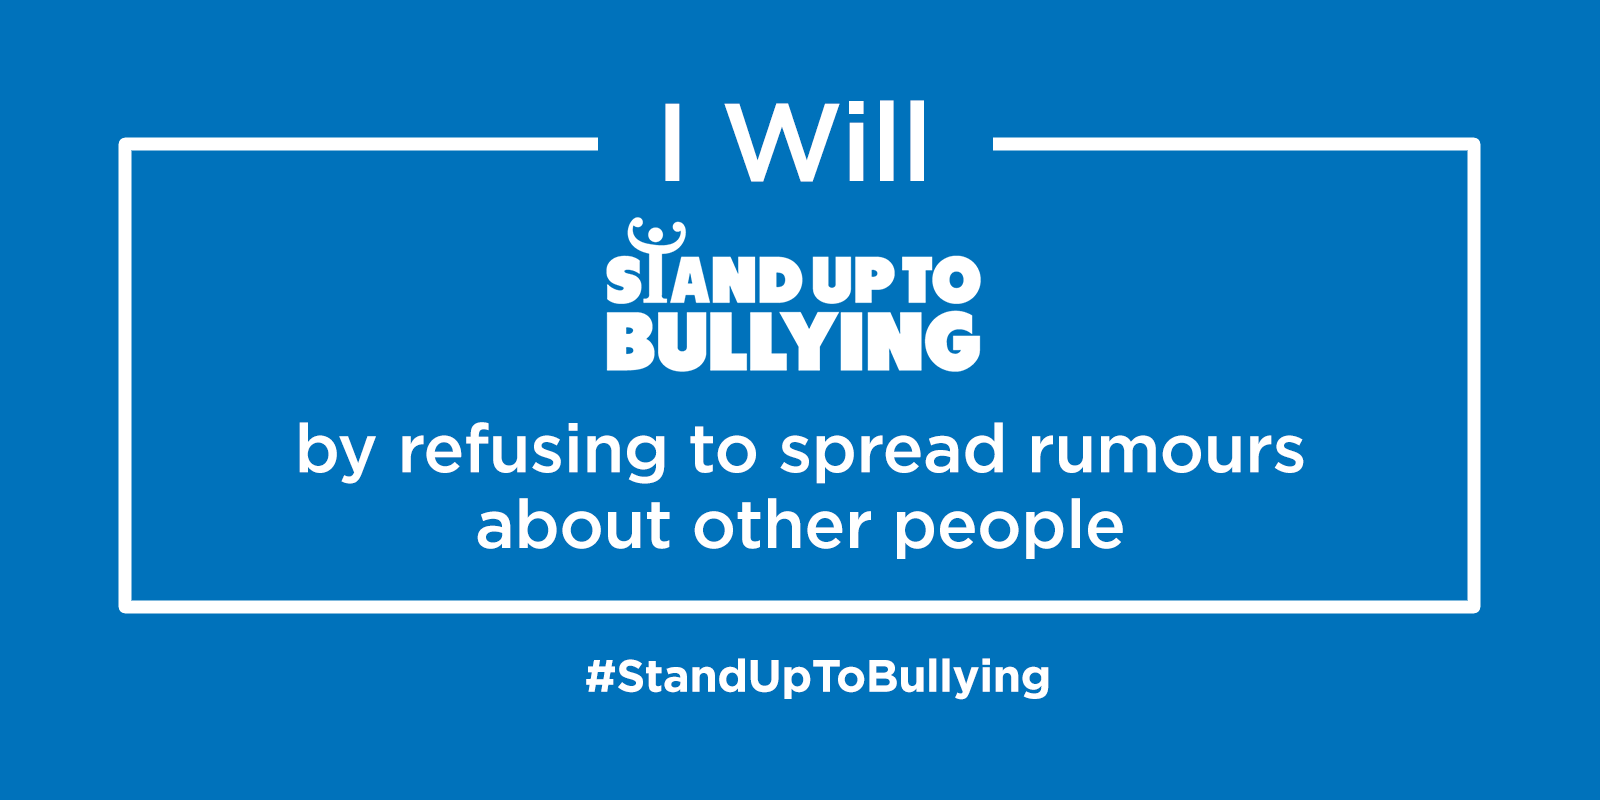 I Will
STAND UP TO
BULLYING
by refusing to spread rumours
about other people
#StandUpToBullying